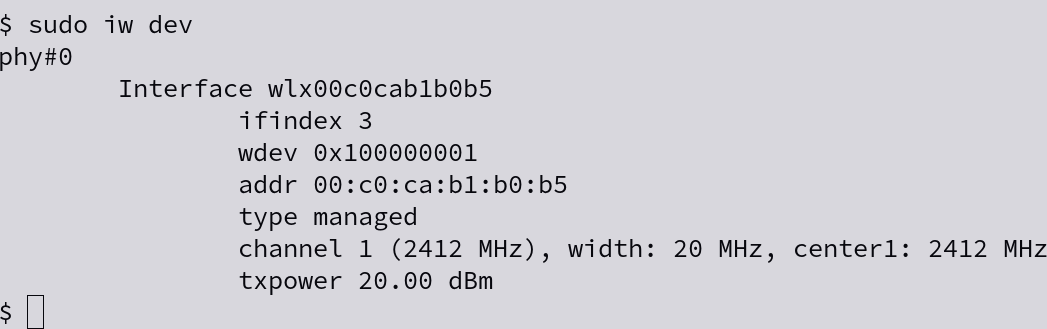 $ sudo iw dev
phy#0
        Interface wlx00c0cab1b0b5
                ifindex 3
                wdev 0x100000001
                addr 00:c0:ca:b1:b0:b5
                type managed
                channel 1 (2412 MHz), width: 20 MHz, center1: 2412 MHz
                txpower 20.00 dBm
$